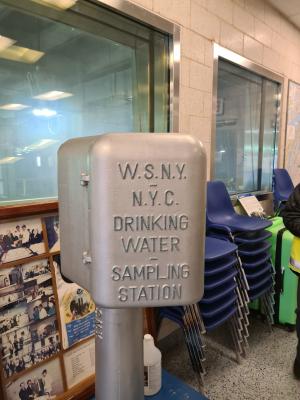 W.S.N.Y.
-
N.Y.C.
DRINKING
WATER
-
SAMPLING
STATION